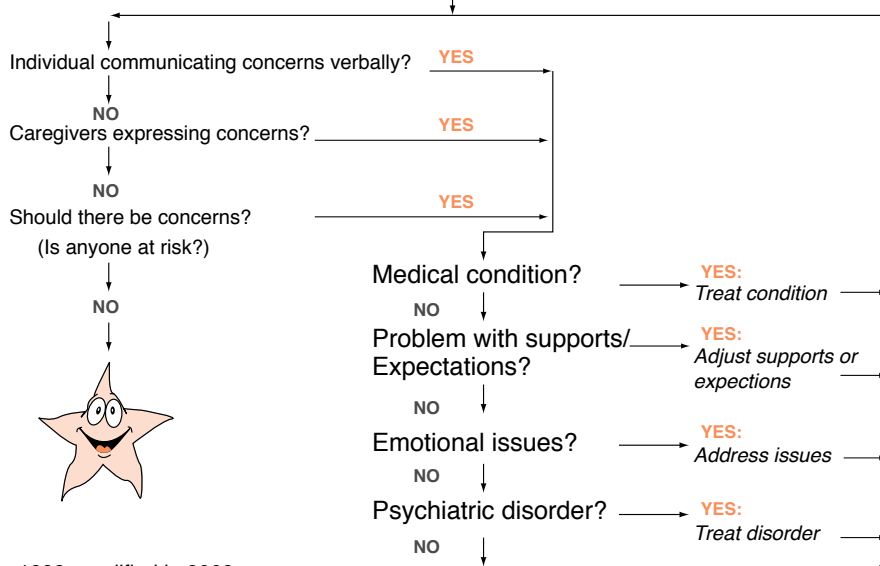 Individual communicating concerns verbally? YES
NO
Caregivers expressing concerns? YES
NO
Should there be concerns? YES
(Is anyone at risk?)
NO
Medical condition? YES:
Treat condition
NO
Problem with supports/ YES:
Expectations? Adjust supports or
expections
NO
Emotional issues? YES:
Address issues
NO
Psychiatric disorder? YES:
Treat disorder
NO